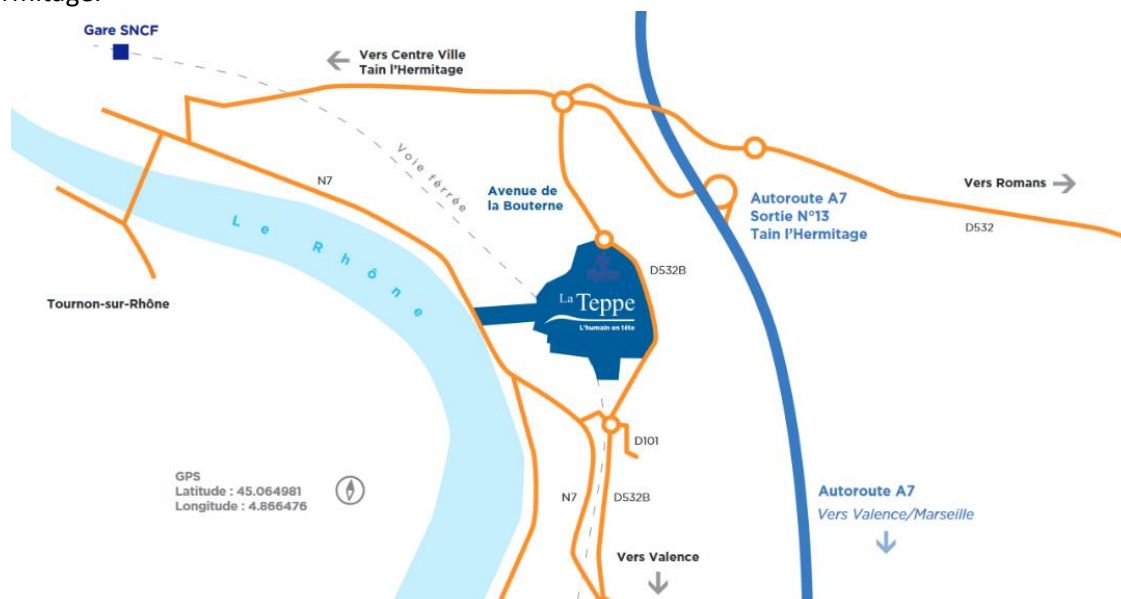 ermitage.
Gare SNCF
Vers Centre Ville
Tain l'Hermitage
Voie férrée
N7
Avenue de
la Bouterne
Autoroute A7
Sortie N°13
Tain l'Hermitage
Vers Romans
D532
Le Rhône
D532B
La Teppe
L'humain en tête
Tournon-sur-Rhône
D101
GPS
Latitude : 45.064981
Longitude : 4.866476
N7
D532B
Autoroute A7
Vers Valence/Marseille
Vers Valence